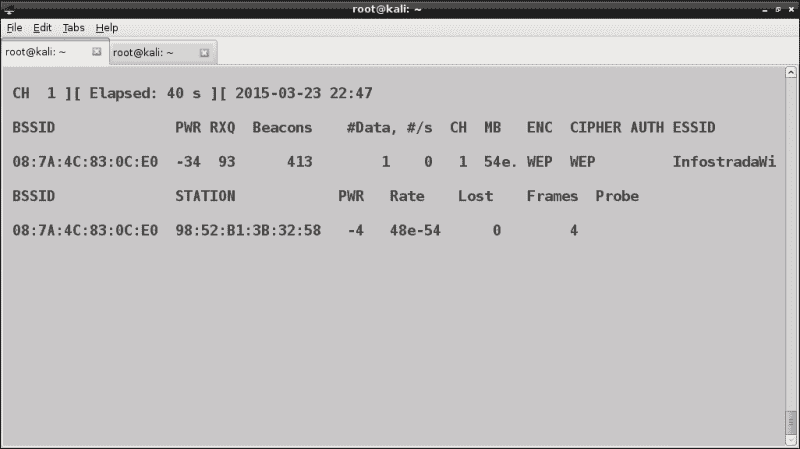 root@kali: ~
File Edit Tabs Help
root@kali: ~ root@kali: ~
CH 1 ][ Elapsed: 40 s ][ 2015-03-23 22:47
BSSID PWR RXQ Beacons #Data, #/s CH MB ENC CIPHER AUTH ESSID
08:7A:4C:83:0C:E0 -34 93 413 1 0 1 54e. WEP WEP InfostradaWi
BSSID STATION PWR Rate Lost Frames Probe
08:7A:4C:83:0C:E0 98:52:B1:3B:32:58 -4 48e-54 0 4